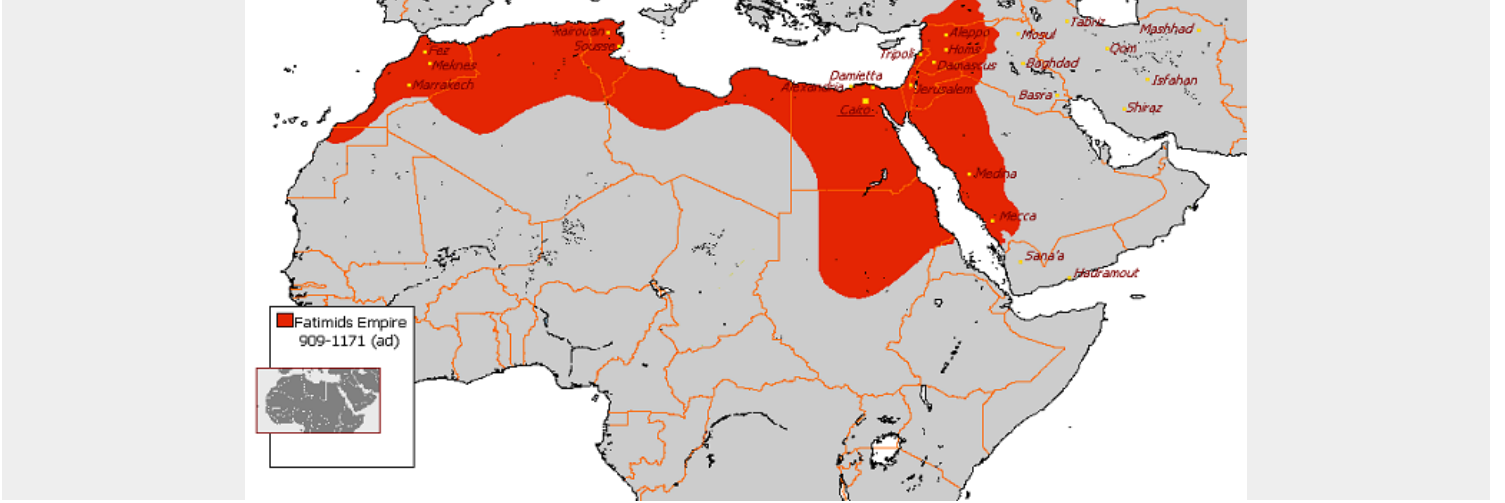 Kairouan
Sousse
Fez
Meknes
Marrakech
Tripoli
Aleppo
Homs
Damascus
Damietta
Alexandria
Jerusalem
Cairo
Mosul
Tabriz
Mashhad
Qom
Baghdad
Isfahan
Basra
Shiraz
Medina
Mecca
Sana'a
Hadramout
Fatimids Empire
909-1171 (ad)